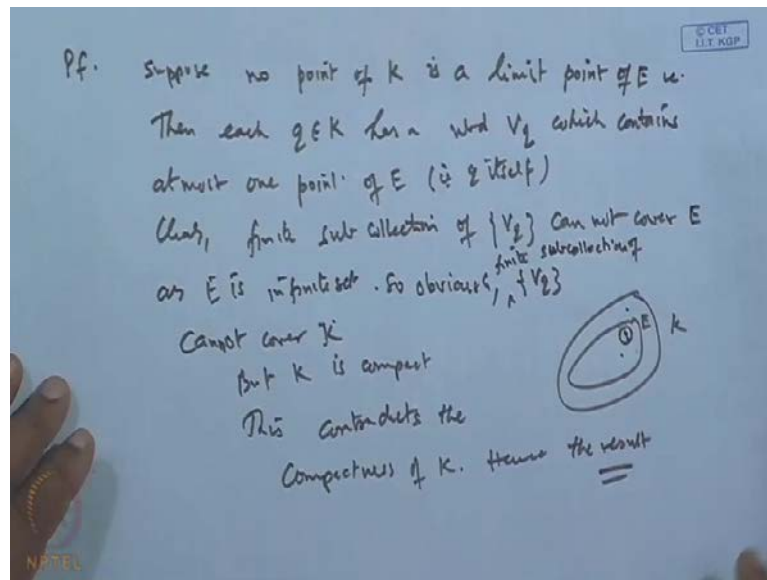 © CET
I.I.T. KGP
Pf. Suppose no point of K is a limit point of E ie.
Then each q ∈ K has a nbd V_q which contains
atmost one point of E (ie q itself)
Clearly, finite sub collection of {V_q} can not cover E
finite subcollection of
as E is infinite set. So obviously, ^ {V_q}
Cannot cover K
E K
But K is compact
This contradicts the
Compactness of K. Hence the result
NPTEL